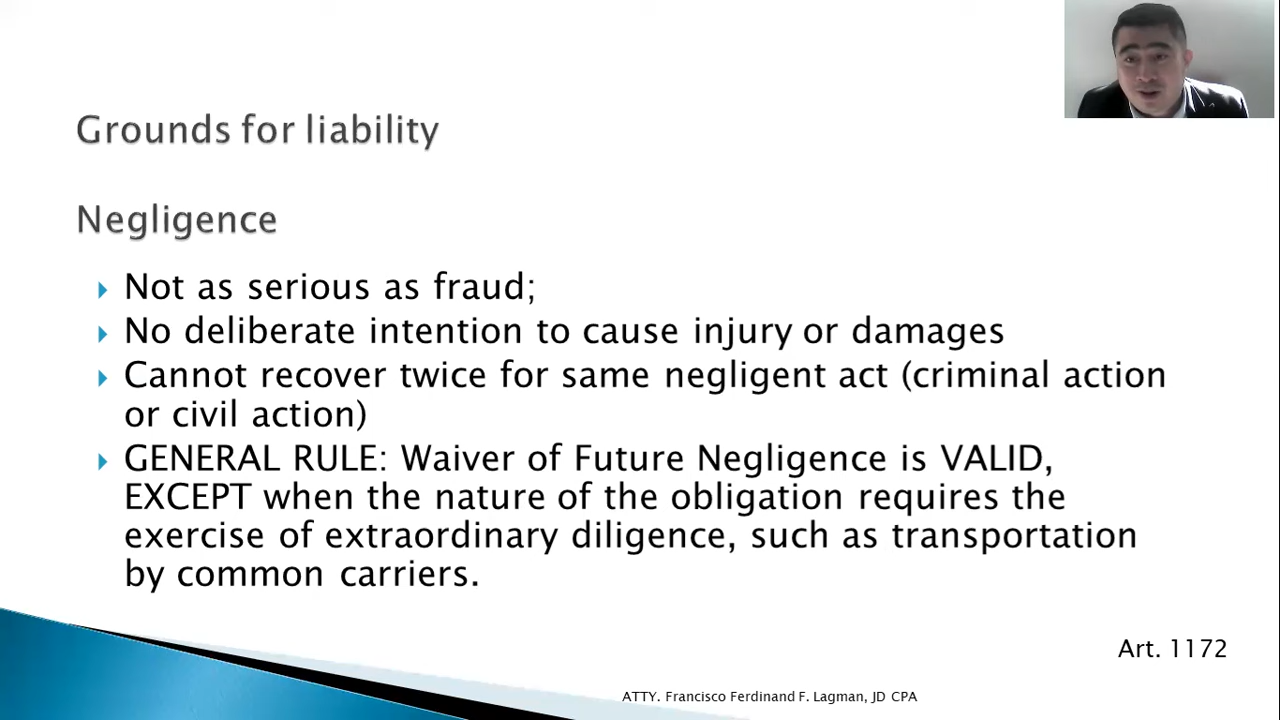 Grounds for liability
Negligence
Not as serious as fraud;
No deliberate intention to cause injury or damages
Cannot recover twice for same negligent act (criminal action
or civil action)
GENERAL RULE: Waiver of Future Negligence is VALID,
EXCEPT when the nature of the obligation requires the
exercise of extraordinary diligence, such as transportation
by common carriers.
Art. 1172
ATTY. Francisco Ferdinand F. Lagman, JD CPA